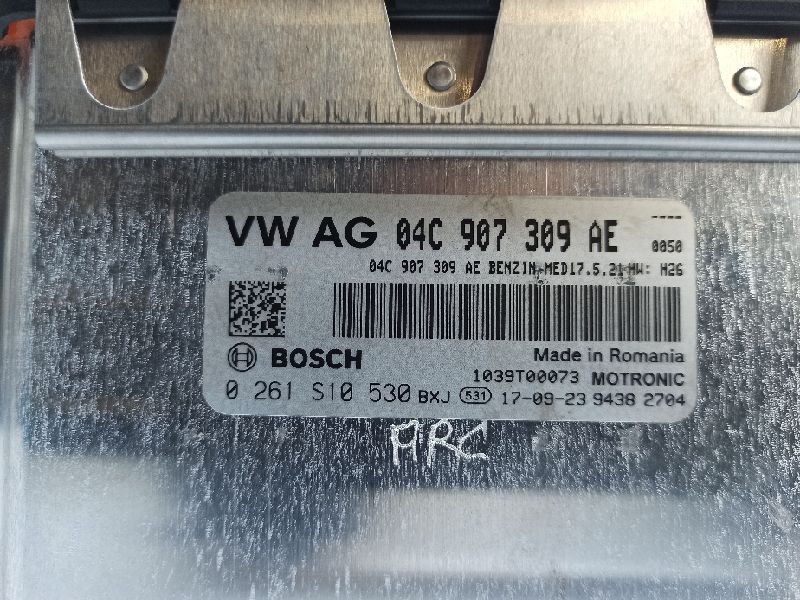 VW AG 04C 907 309 AE
----
0050
04C 907 309 AE BENZIN MED17.5.21 HW: H26
BOSCH
Made in Romania
1039T00073 MOTRONIC
0 261 S10 530 BXJ 531 17-09-23 9438 2704
ARC